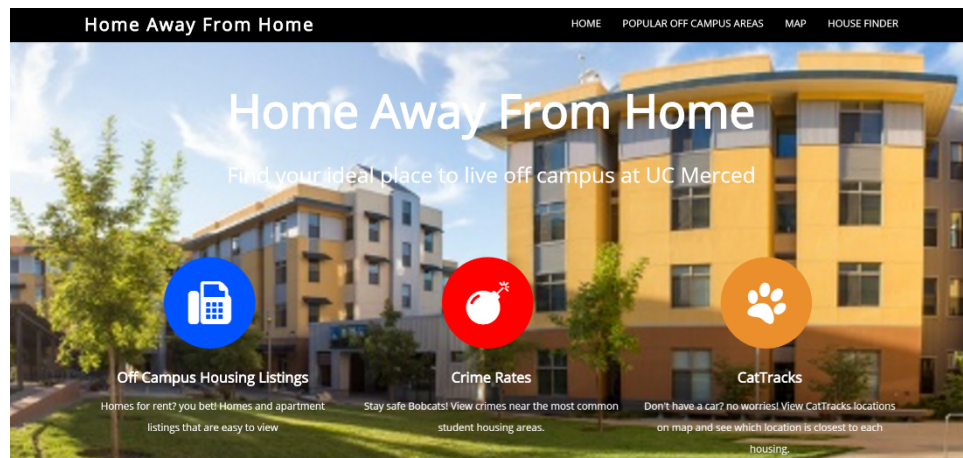 Home Away From Home
HOME POPULAR OFF CAMPUS AREAS MAP HOUSE FINDER
Home Away From Home
Find your ideal place to live off campus at UC Merced
Off Campus Housing Listings
Homes for rent? you bet! Homes and apartment
listings that are easy to view
Crime Rates
Stay safe Bobcats! View crimes near the most common
student housing areas.
CatTracks
Don't have a car? no worries! View CatTracks locations
on map and see which location is closest to each
housing.